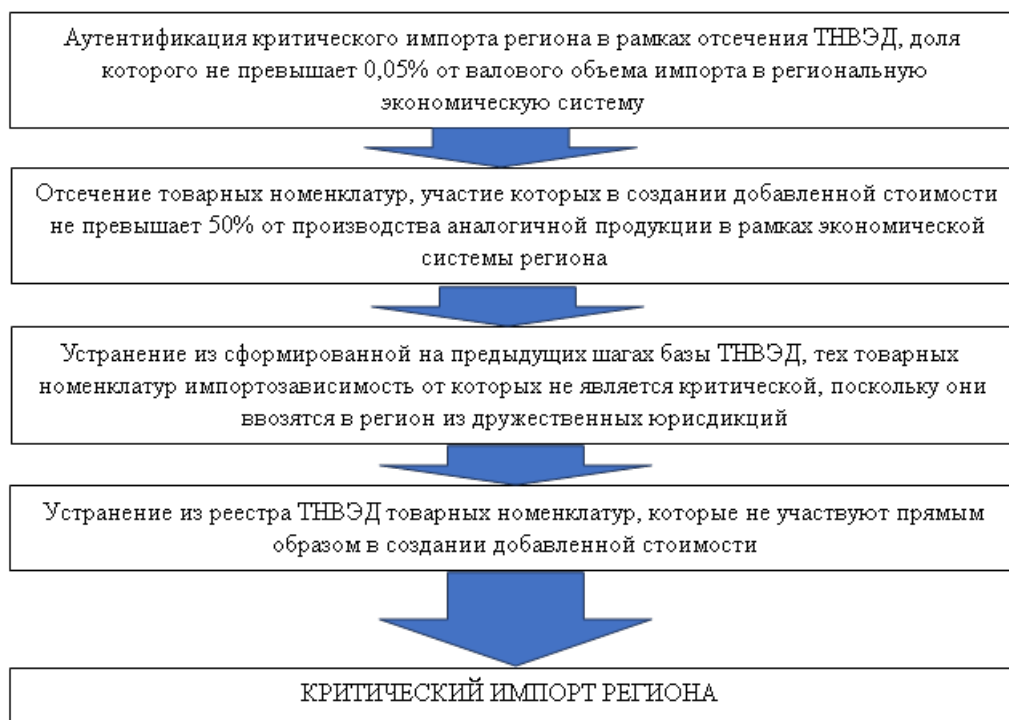 Аутентификация критического импорта региона в рамках отсечения ТНВЭД, доля
которого не превышает 0,05% от валового объема импорта в региональную
экономическую систему
Отсечение товарных номенклатур, участие которых в создании добавленной стоимости
не превышает 50% от производства аналогичной продукции в рамках экономической
системы региона
Устранение из сформированной на предыдущих шагах базы ТНВЭД, тех товарных
номенклатур импортозависимость от которых не является критической, поскольку они
ввозятся в регион из дружественных юрисдикций
Устранение из реестра ТНВЭД товарных номенклатур, которые не участвуют прямым
образом в создании добавленной стоимости
КРИТИЧЕСКИЙ ИМПОРТ РЕГИОНА